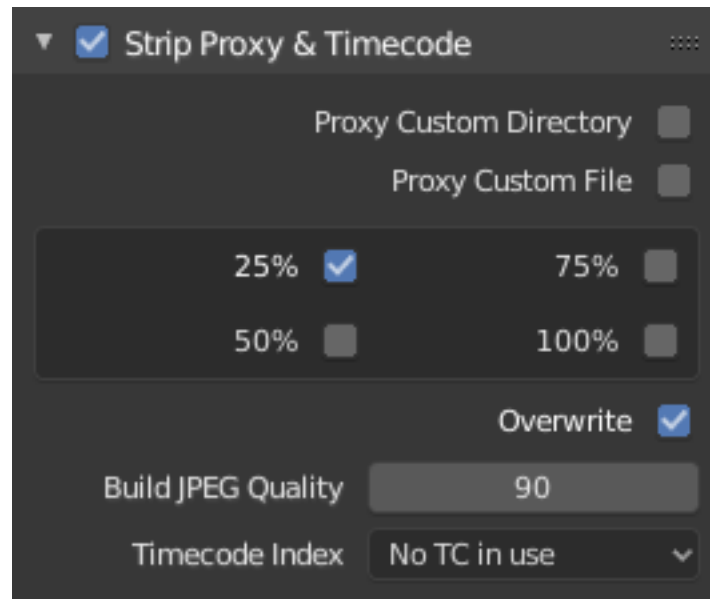 Strip Proxy & Timecode
Proxy Custom Directory
Proxy Custom File
25% 75%
50% 100%
Overwrite
Build JPEG Quality 90
Timecode Index No TC in use